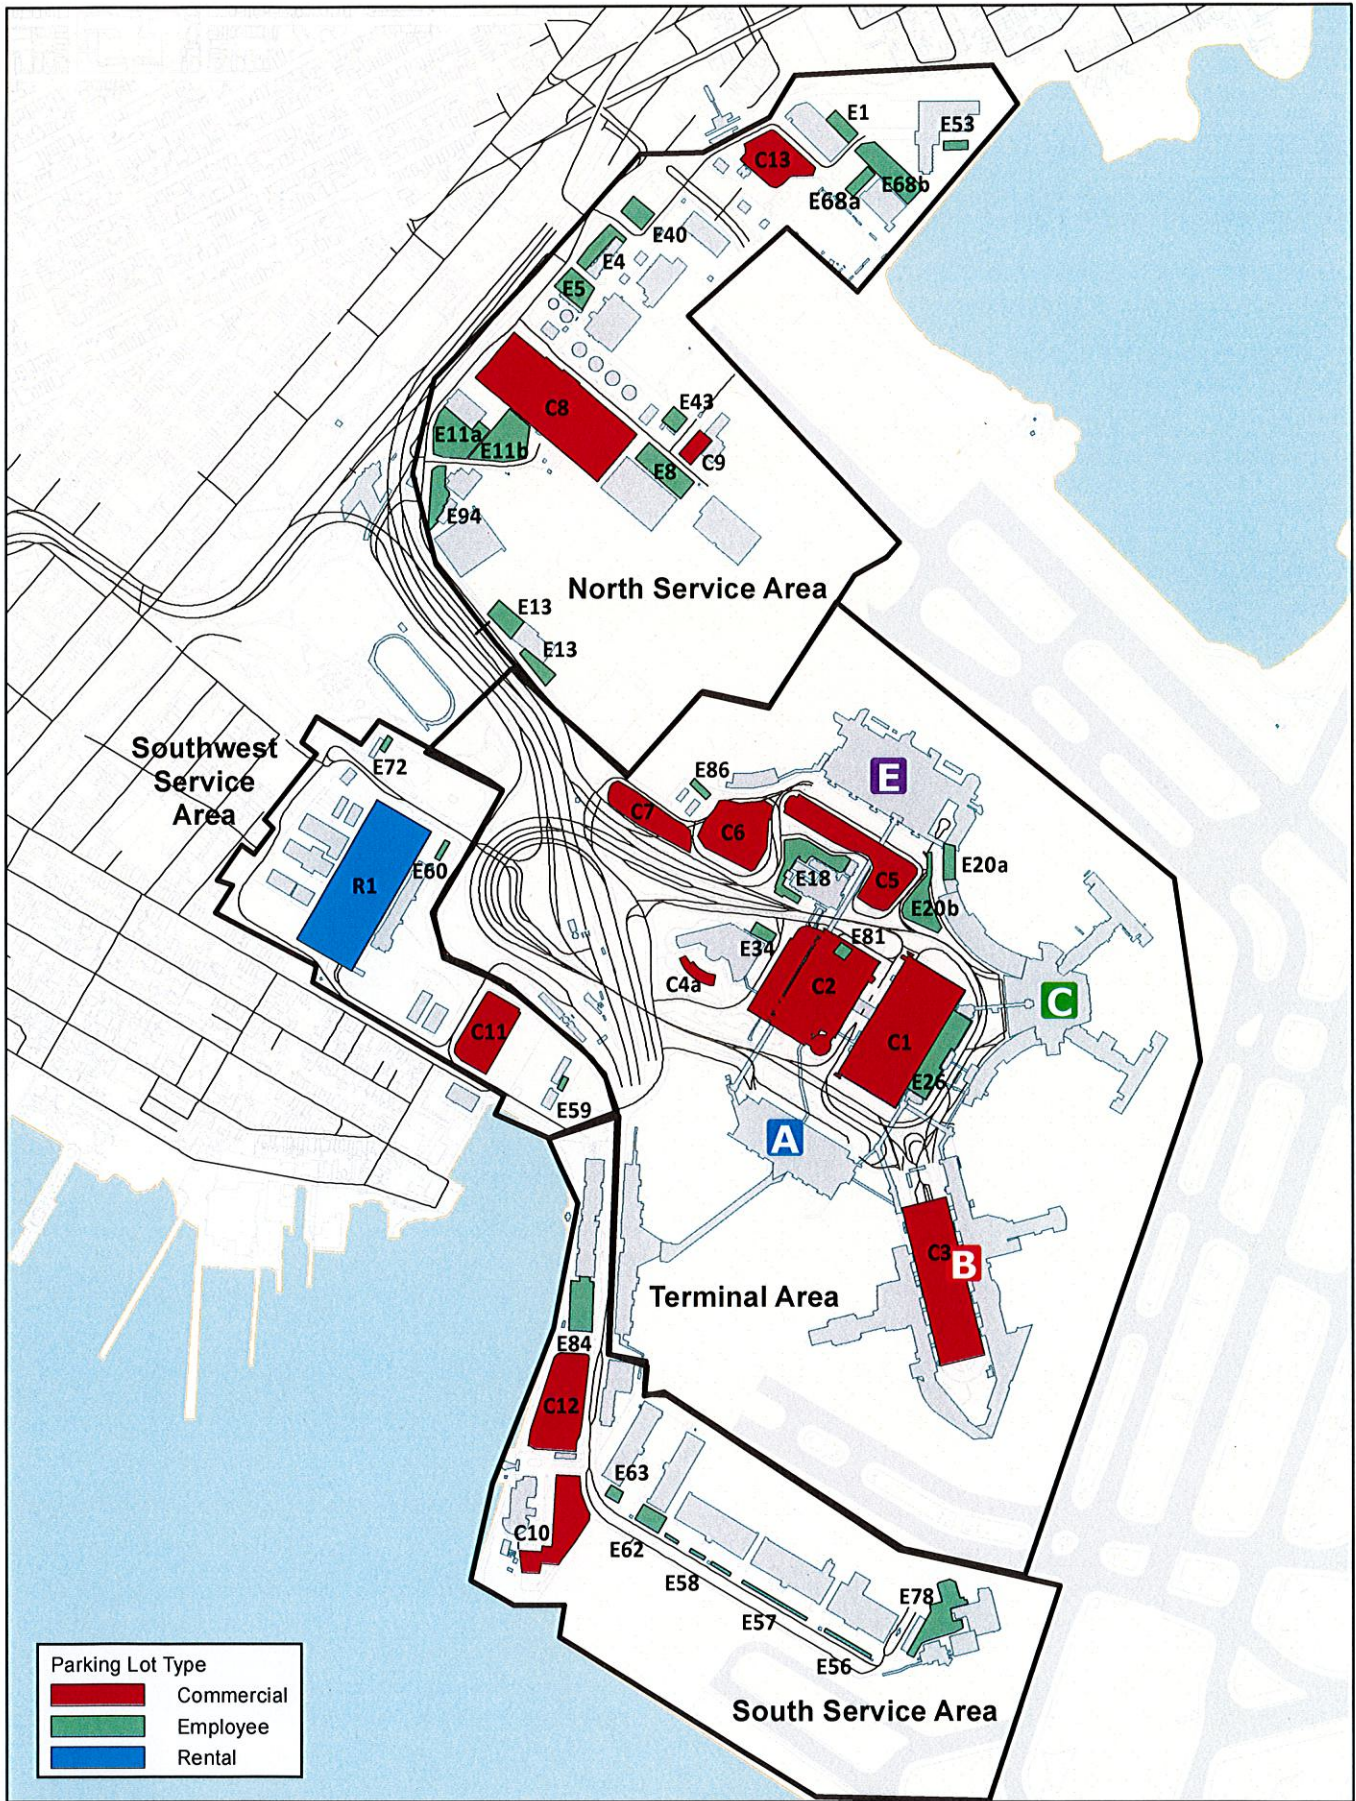 E1
E53
C13
E68b
E68a
E40
E4
E5
C8
E43
E11a
E11b
C9
E8
E94
North Service Area
E13
E13
Southwest
Service
Area
E72
E86
E
C7
C6
E60
R1
E18
C5
E20a
E20b
E81
E34
C4a
C2
C
C11
C1
E26
E59
A
C3
B
Terminal Area
E84
C12
E63
C10
E62
E58
E78
E57
E56
South Service Area
Parking Lot Type
Commercial
Employee
Rental